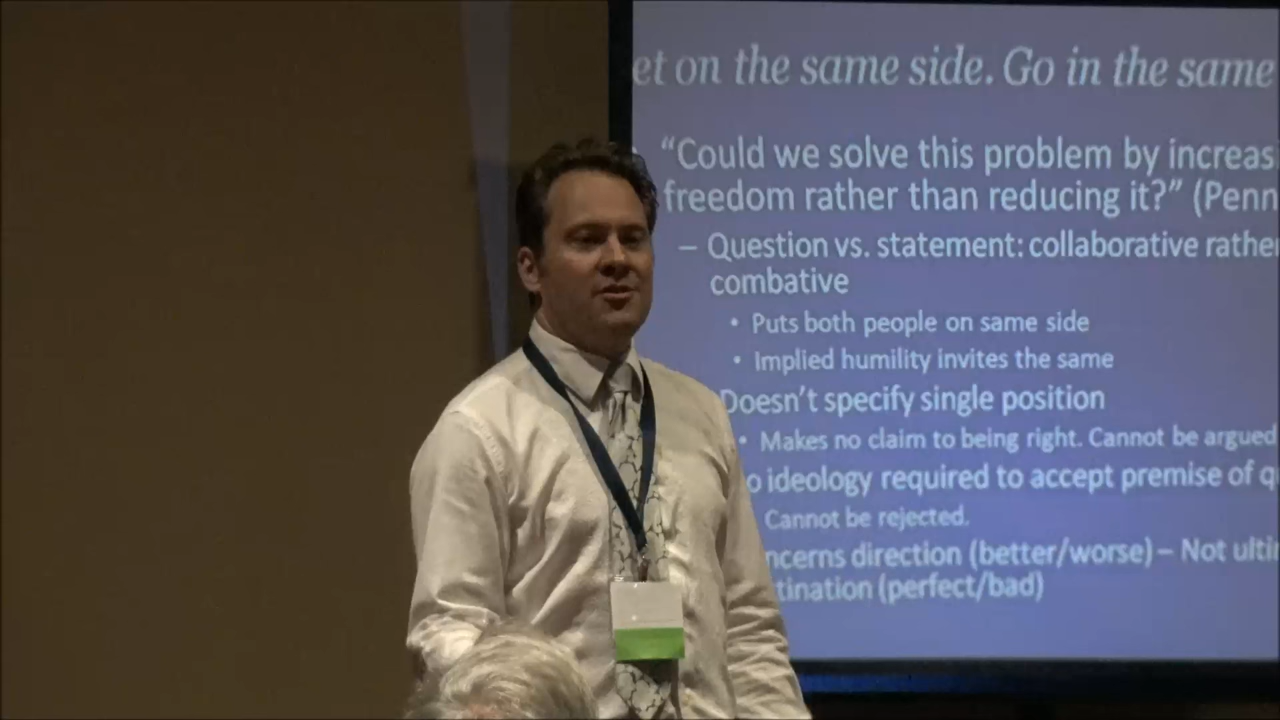 et on the same side. Go in the same
“Could we solve this problem by increas
freedom rather than reducing it?” (Penn
– Question vs. statement: collaborative rathe
combative
• Puts both people on same side
• Implied humility invites the same
Doesn’t specify single position
• Makes no claim to being right. Cannot be argued
o ideology required to accept premise of q
Cannot be rejected.
ncerns direction (better/worse) – Not ulti
tination (perfect/bad)